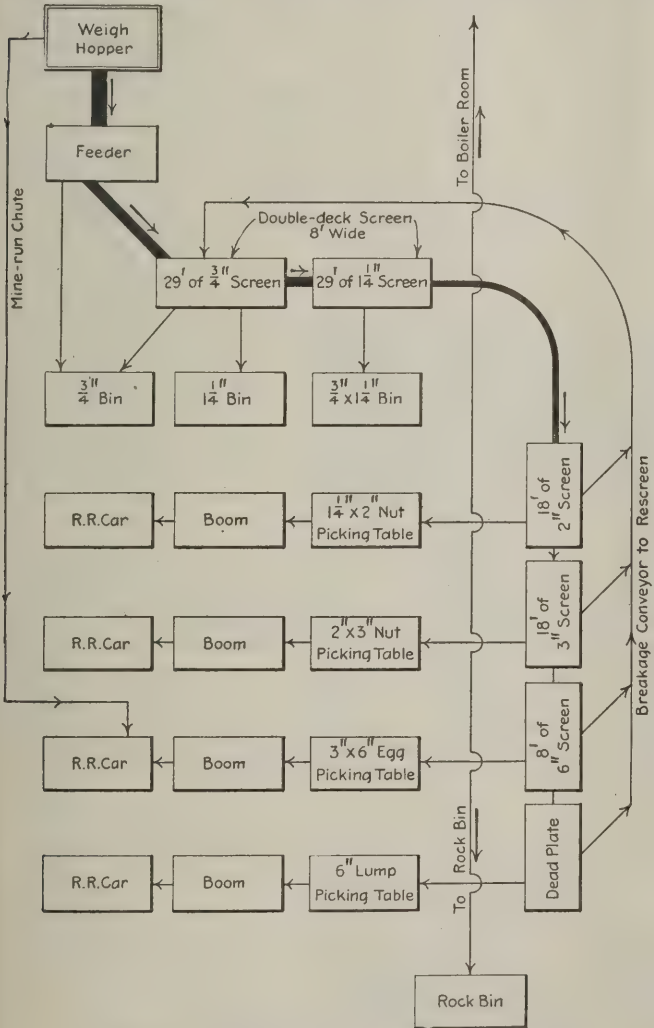 Weigh
Hopper
Feeder
Mine-run Chute
To Boiler Room
Double-deck Screen
8' Wide
29' of 3/4" Screen
29' of 1 1/4" Screen
3/4" Bin
1 1/4" Bin
3/4" x 1 1/4" Bin
18' of
2" Screen
R.R.Car
Boom
1 1/4" x 2" Nut
Picking Table
18' of
3" Screen
R.R.Car
Boom
2" x 3" Nut
Picking Table
8' of
6" Screen
R.R.Car
Boom
3" x 6" Egg
Picking Table
Breakage Conveyor to Rescreen
R.R.Car
Boom
6" Lump
Picking Table
To Rock Bin
Dead Plate
Rock Bin